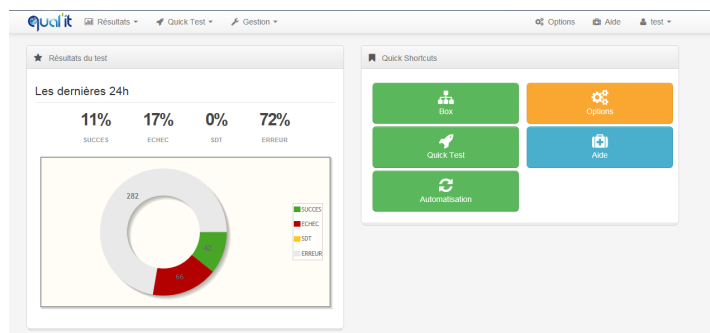 Qual'it Résultats Quick Test Gestion Options Aide test
Résultats du test
Les dernières 24h
11% 17% 0% 72%
SUCCES ECHEC SDT ERREUR
282
42
66
SUCCES
ECHEC
SDT
ERREUR
Quick Shortcuts
Box
Options
Quick Test
Aide
Automatisation